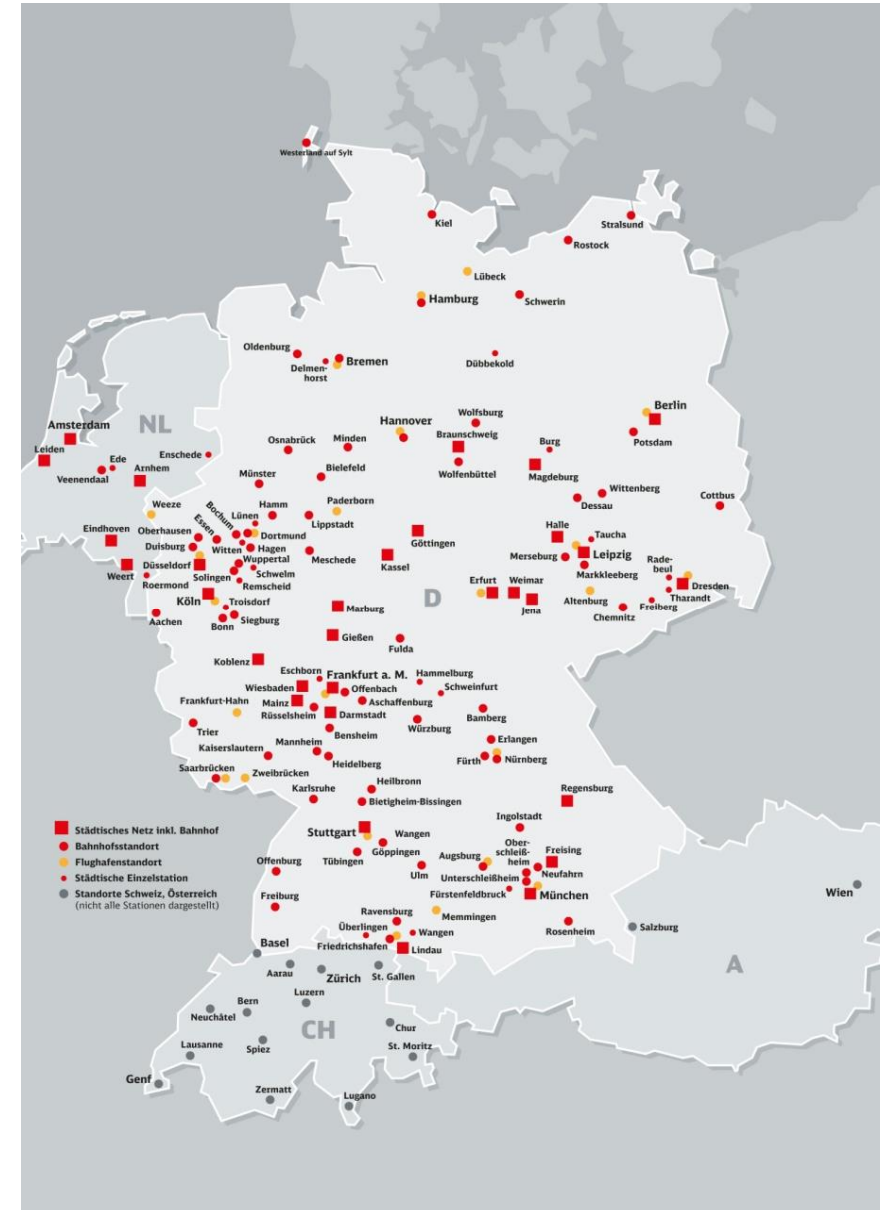 Westerland auf Sylt
Kiel
Stralsund
Rostock
Lübeck
Hamburg
Schwerin
Oldenburg
Delmen-
horst
Bremen
Dübbekold
NL
Amsterdam
Leiden
Ede
Veenendaal
Arnhem
Enschede
Osnabrück
Minden
Hannover
Wolfsburg
Braunschweig
Wolfenbüttel
Burg
Magdeburg
Berlin
Potsdam
Münster
Bielefeld
Wittenberg
Dessau
Cottbus
Weeze
Eindhoven
Weert
Roermond
Oberhausen
Essen
Bochum
Lünen
Hamm
Paderborn
Lippstadt
Dortmund
Duisburg
Witten
Hagen
Düsseldorf
Wuppertal
Schwelm
Solingen
Remscheid
Meschede
Göttingen
Kassel
Halle
Taucha
Merseburg
Leipzig
Markkleeberg
Rade-
beul
Dresden
Tharandt
Freiberg
Altenburg
Chemnitz
Erfurt
Weimar
Jena
D
Köln
Troisdorf
Aachen
Bonn
Siegburg
Marburg
Gießen
Fulda
Koblenz
Eschborn
Frankfurt a. M.
Hammelburg
Wiesbaden
Offenbach
Schweinfurt
Mainz
Aschaffenburg
Rüsselsheim
Frankfurt-Hahn
Darmstadt
Würzburg
Bamberg
Trier
Bensheim
Erlangen
Kaiserslautern
Mannheim
Heidelberg
Fürth
Nürnberg
Saarbrücken
Zweibrücken
Karlsruhe
Heilbronn
Bietigheim-Bissingen
Regensburg
Stuttgart
Wangen
Göppingen
Tübingen
Ingolstadt
Ober-
schleiß-
heim
Freising
Augsburg
Unterschleißheim
Neufahrn
Ulm
Fürstenfeldbruck
München
Offenburg
Freiburg
Memmingen
Ravensburg
Überlingen
Wangen
Friedrichshafen
Lindau
Rosenheim
Städtisches Netz inkl. Bahnhof
Bahnhofsstandort
Flughafenstandort
Städtische Einzelstation
Standorte Schweiz, Österreich
(nicht alle Stationen dargestellt)
Wien
Salzburg
A
Basel
Aarau
Zürich
St. Gallen
Luzern
Bern
Neuchâtel
CH
Chur
Lausanne
Spiez
St. Moritz
Genf
Zermatt
Lugano